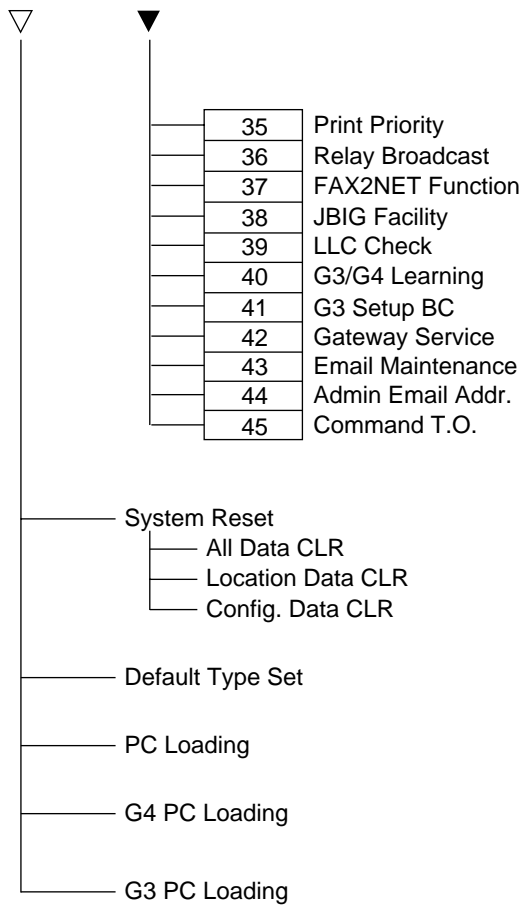 35 Print Priority
36 Relay Broadcast
37 FAX2NET Function
38 JBIG Facility
39 LLC Check
40 G3/G4 Learning
41 G3 Setup BC
42 Gateway Service
43 Email Maintenance
44 Admin Email Addr.
45 Command T.O.
System Reset
All Data CLR
Location Data CLR
Config. Data CLR
Default Type Set
PC Loading
G4 PC Loading
G3 PC Loading